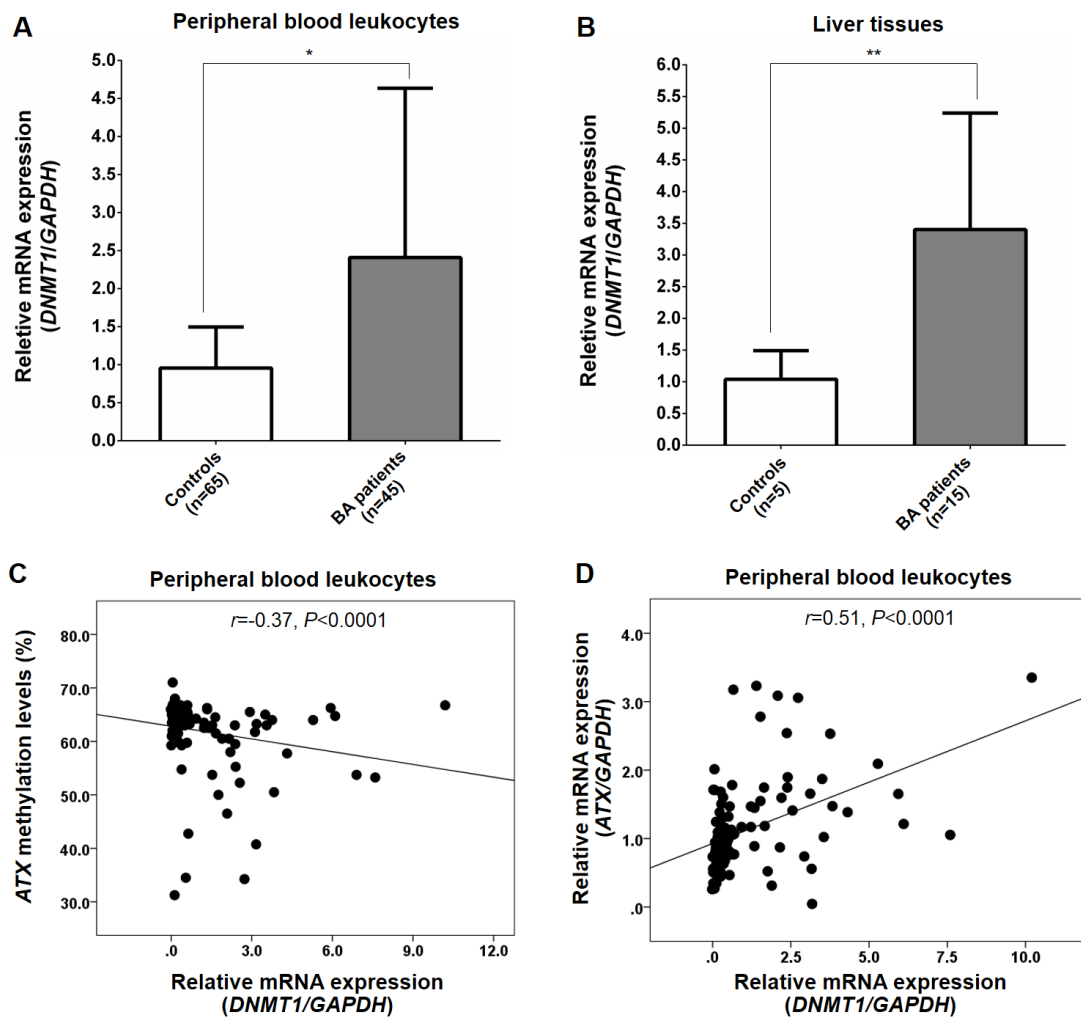 A
Peripheral blood leukocytes
*
Reletive mRNA expression
(DNMT1/GAPDH)
5.0
4.5
4.0
3.5
3.0
2.5
2.0
1.5
1.0
0.5
0.0
Controls
(n=65)
BA patients
(n=45)
B
Liver tissues
**
Reletive mRNA expression
(DNMT1/GAPDH)
6.0
5.5
5.0
4.5
4.0
3.5
3.0
2.5
2.0
1.5
1.0
0.5
0.0
Controls
(n=5)
BA patients
(n=15)
C
Peripheral blood leukocytes
r=-0.37, P<0.0001
ATX methylation levels (%)
80.0
70.0
60.0
50.0
40.0
30.0
.0 3.0 6.0 9.0 12.0
Relative mRNA expression
(DNMT1/GAPDH)
D
Peripheral blood leukocytes
r=0.51, P<0.0001
Relative mRNA expression
(ATX/GAPDH)
4.0
3.0
2.0
1.0
.0
.0 2.5 5.0 7.5 10.0
Relative mRNA expression
(DNMT1/GAPDH)